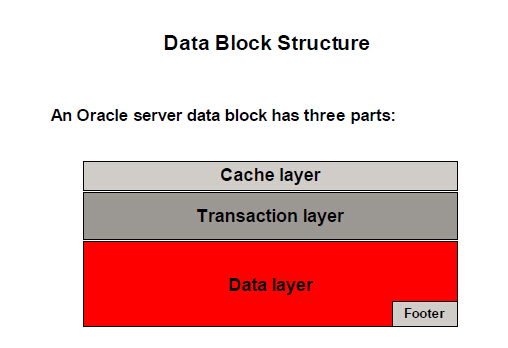 Data Block Structure
An Oracle server data block has three parts:
Cache layer
Transaction layer
Data layer
Footer